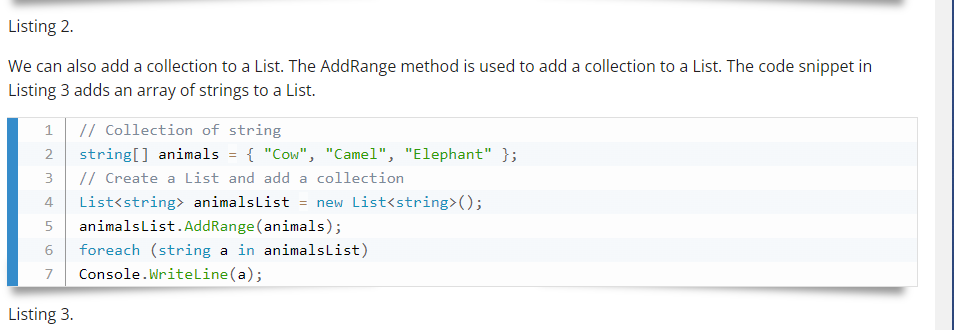 Listing 2.
We can also add a collection to a List. The AddRange method is used to add a collection to a List. The code snippet in
Listing 3 adds an array of strings to a List.
1 // Collection of string
2 string[] animals = { "Cow", "Camel", "Elephant" };
3 // Create a List and add a collection
4 List<string> animalsList = new List<string>();
5 animalsList.AddRange(animals);
6 foreach (string a in animalsList)
7 Console.WriteLine(a);
Listing 3.